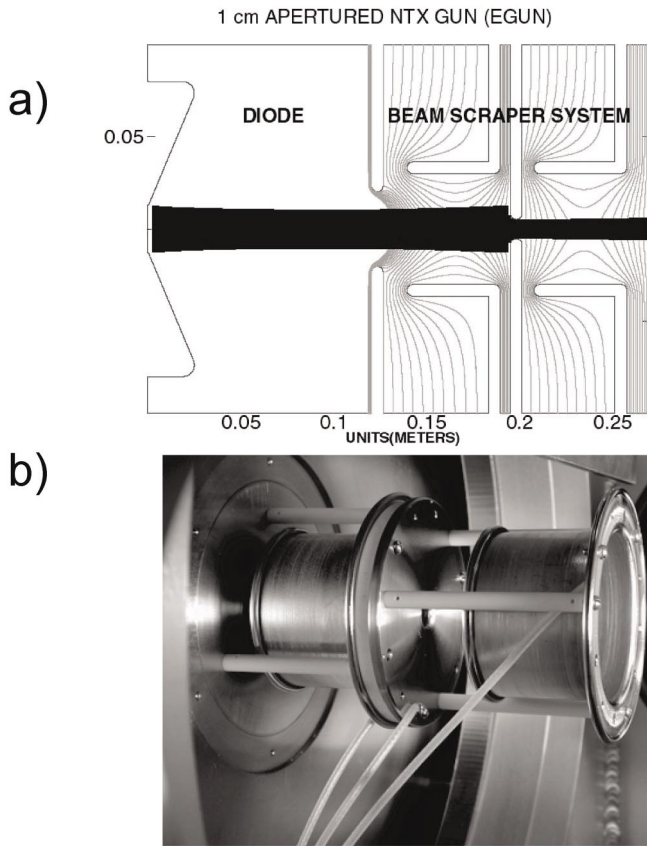 1 cm APERTURED NTX GUN (EGUN)
a)
DIODE
BEAM SCRAPER SYSTEM
0.05
0.05
0.1
0.15
0.2
0.25
UNITS(METERS)
b)